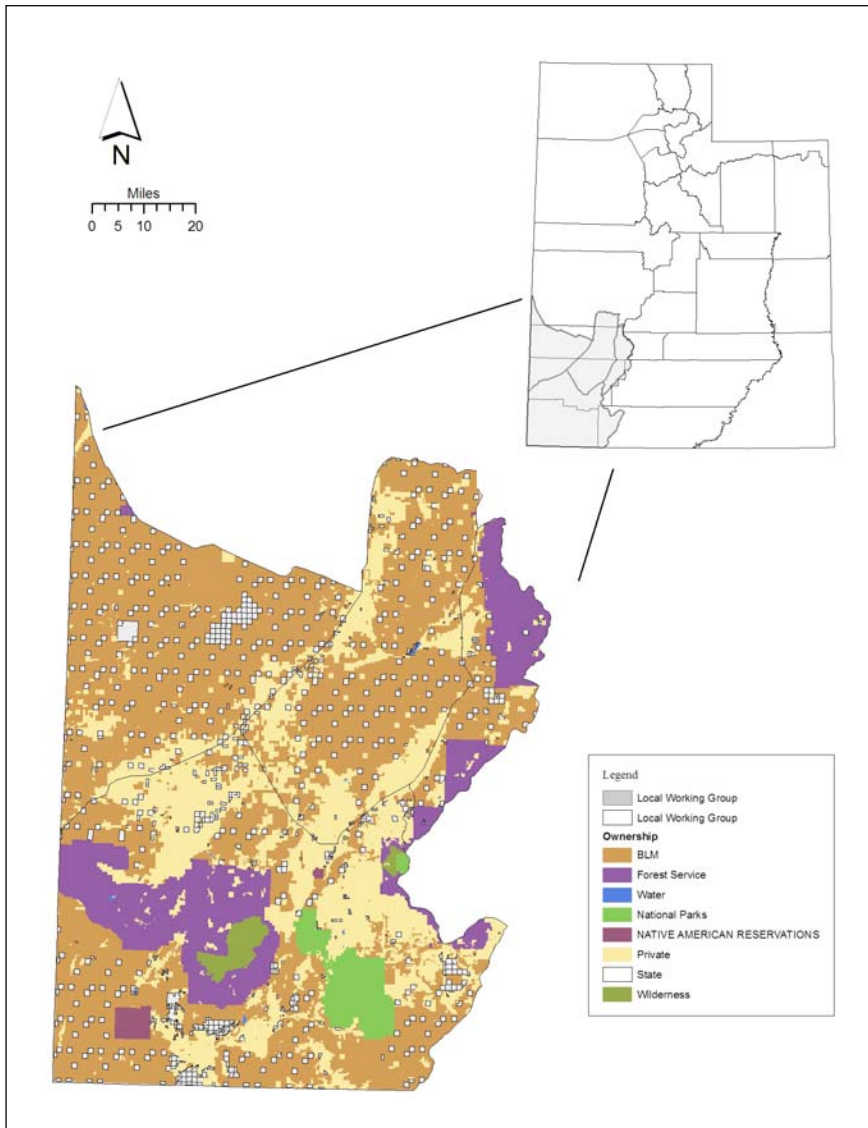 N
Miles
0 5 10 20
Legend
Local Working Group
Local Working Group
Ownership
BLM
Forest Service
Water
National Parks
NATIVE AMERICAN RESERVATIONS
Private
State
Wilderness